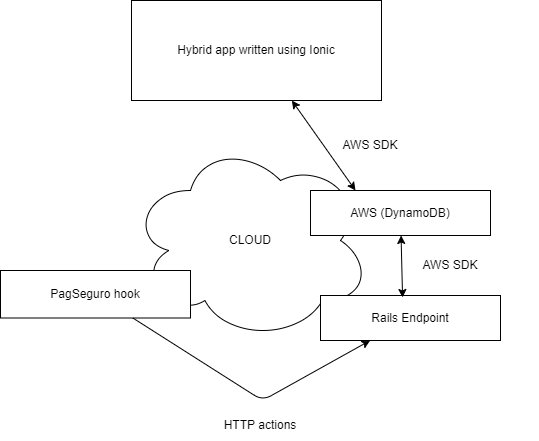 Hybrid app written using Ionic
AWS SDK
AWS (DynamoDB)
CLOUD
AWS SDK
PagSeguro hook
Rails Endpoint
HTTP actions